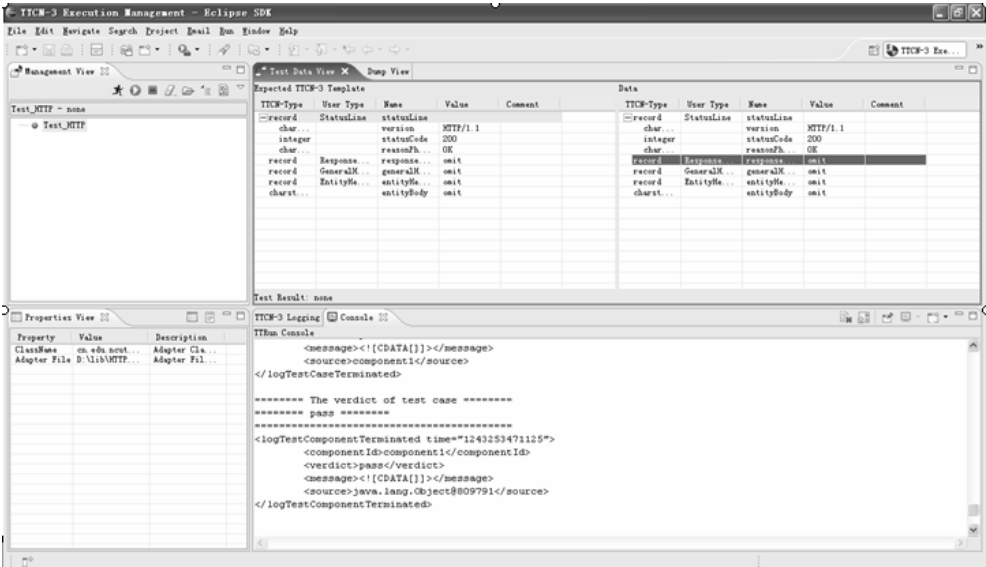 TTCN-3 Execution Management - Eclipse SDK
File Edit Navigate Search Project Email Run Window Help
TTCN-3 Exe...
Management View
Test_HTTP - none
Test_HTTP
*Test Data View Dump View
Expected TTCN-3 Template
TTCN-Type User Type Name Value Comment
record StatusLine statusLine
char... version HTTP/1.1
integer statusCode 200
char... reasonPh... OK
record Response... response... omit
record GeneralH... generalH... omit
record EntityHe... entityHe... omit
charst... entityBody omit
Data
TTCN-Type User Type Name Value Comment
record StatusLine statusLine
char... version HTTP/1.1
integer statusCode 200
char... reasonPh... OK
record Response... response... omit
record GeneralH... generalH... omit
record EntityHe... entityHe... omit
charst... entityBody omit
Test Result: none
Properties View
Property Value Description
ClassName cn.edu.ncut... Adapter Cla...
Adapter File D:\lib\HTTP... Adapter Fil...
TTCN-3 Logging Console
TTRun Console
<message><![CDATA[]]></message>
<source>component1</source>
</logTestCaseTerminated>
======== The verdict of test case ========
======== pass ========
============================================
<logTestComponentTerminated time="1243253471125">
<componentId>component1</componentId>
<verdict>pass</verdict>
<message><![CDATA[]]></message>
<source>java.lang.Object@809791</source>
</logTestComponentTerminated>